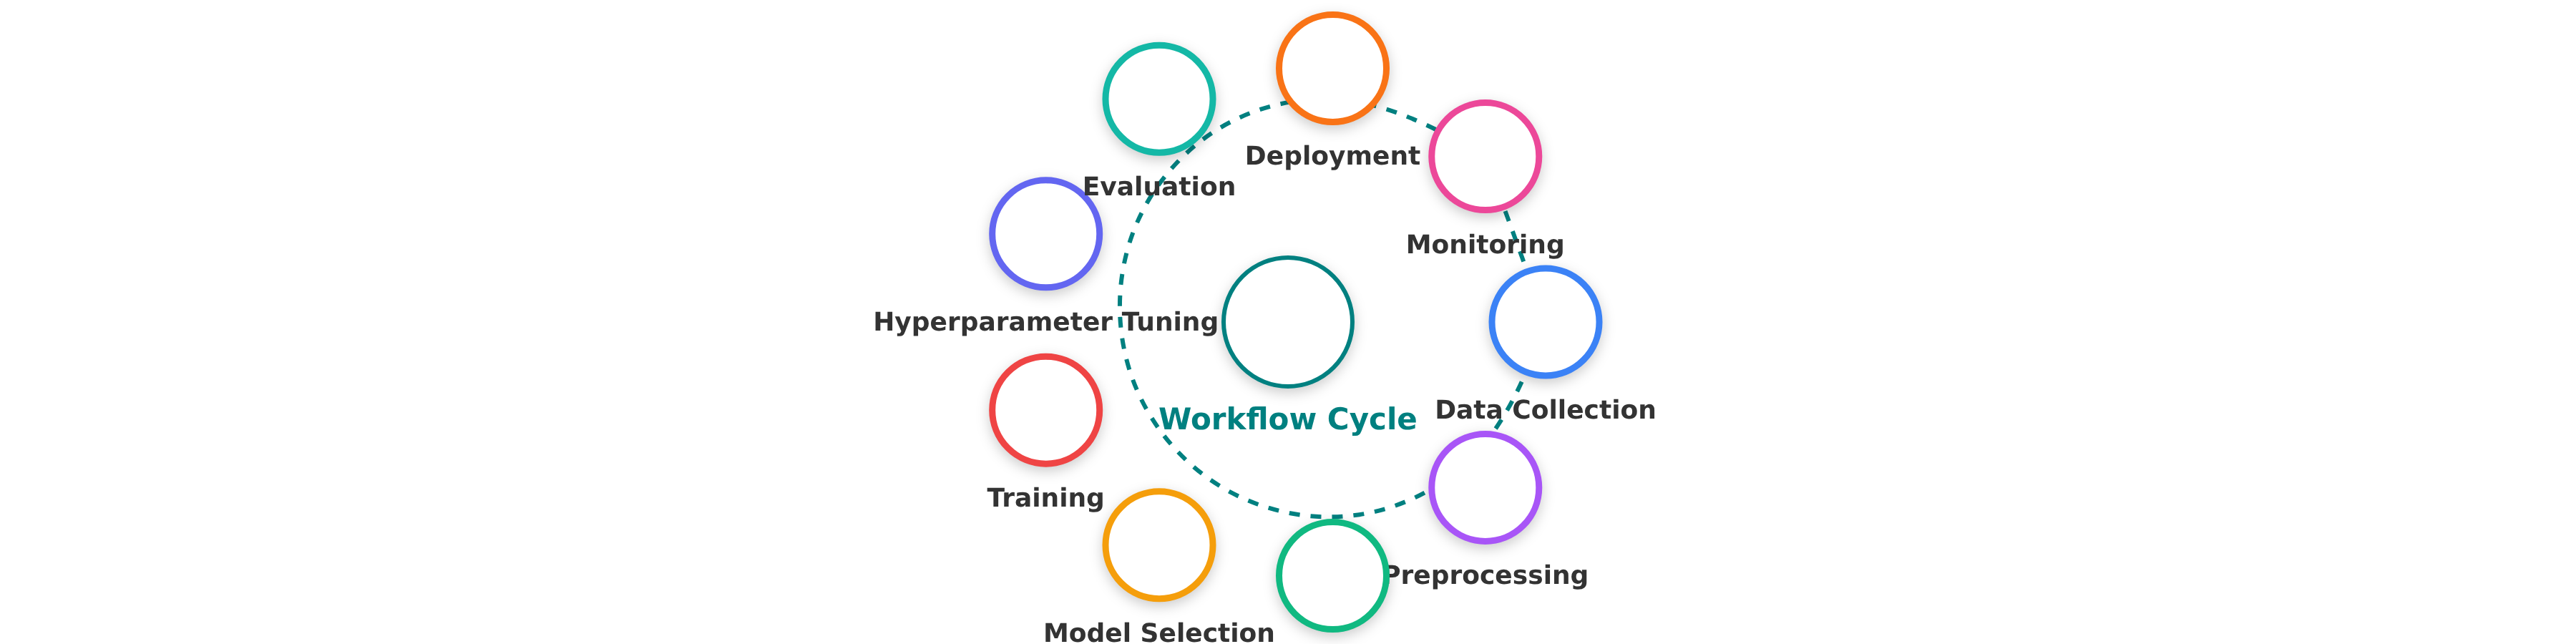 Deployment
Evaluation
Monitoring
Hyperparameter Tuning
Data Collection
Workflow Cycle
Training
Preprocessing
Model Selection